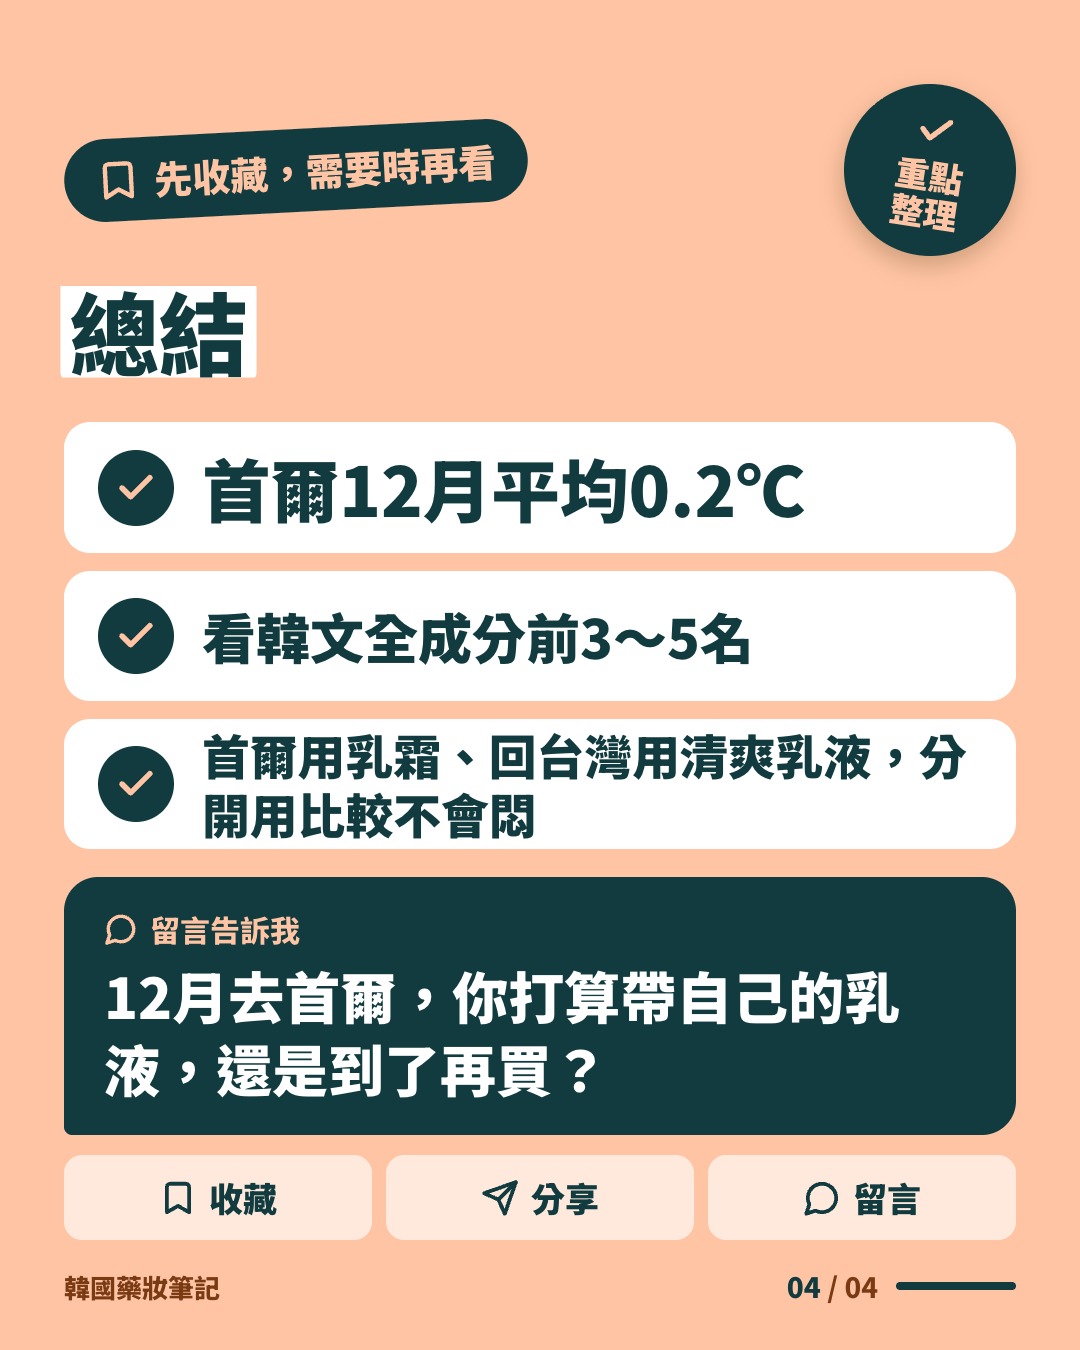 先收藏，需要時再看
重點
整理
總結
首爾12月平均0.2℃
看韓文全成分前3～5名
首爾用乳霜、回台灣用清爽乳液，分
開用比較不會悶
留言告訴我
12月去首爾，你打算帶自己的乳
液，還是到了再買？
收藏
分享
留言
韓國藥妝筆記
04 / 04